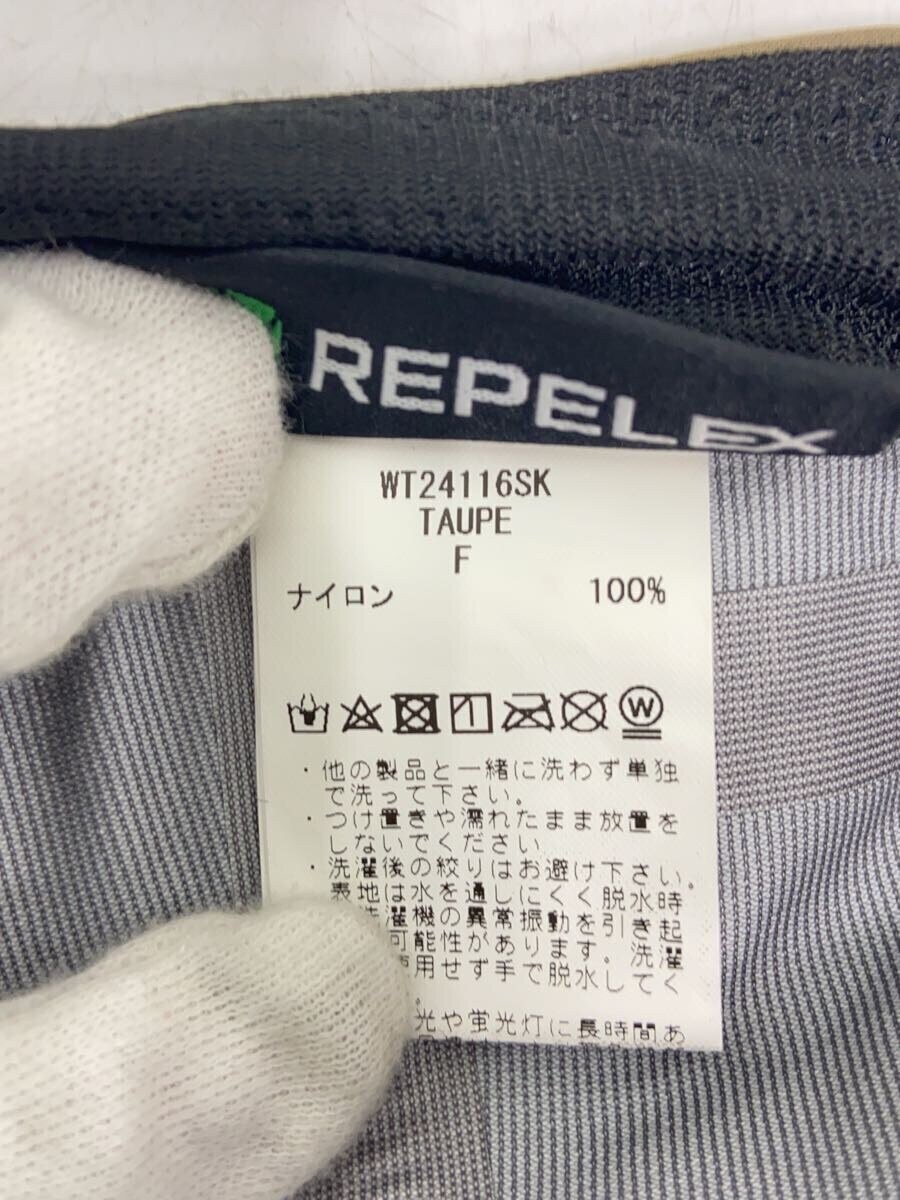 REPELEX
WT24116SK
TAUPE
F
ナイロン 100%
W
・他の製品と一緒に洗わず単独
で洗って下さい。
・つけ置きや濡れたまま放置を
しないでください
・洗濯後の絞りはお避け下さい。
表地は水を通しにくく脱水時
濯機の異常振動を引き起
可能性があります。洗濯
用せず手で脱水してく
。
光や蛍光灯に長時間あ